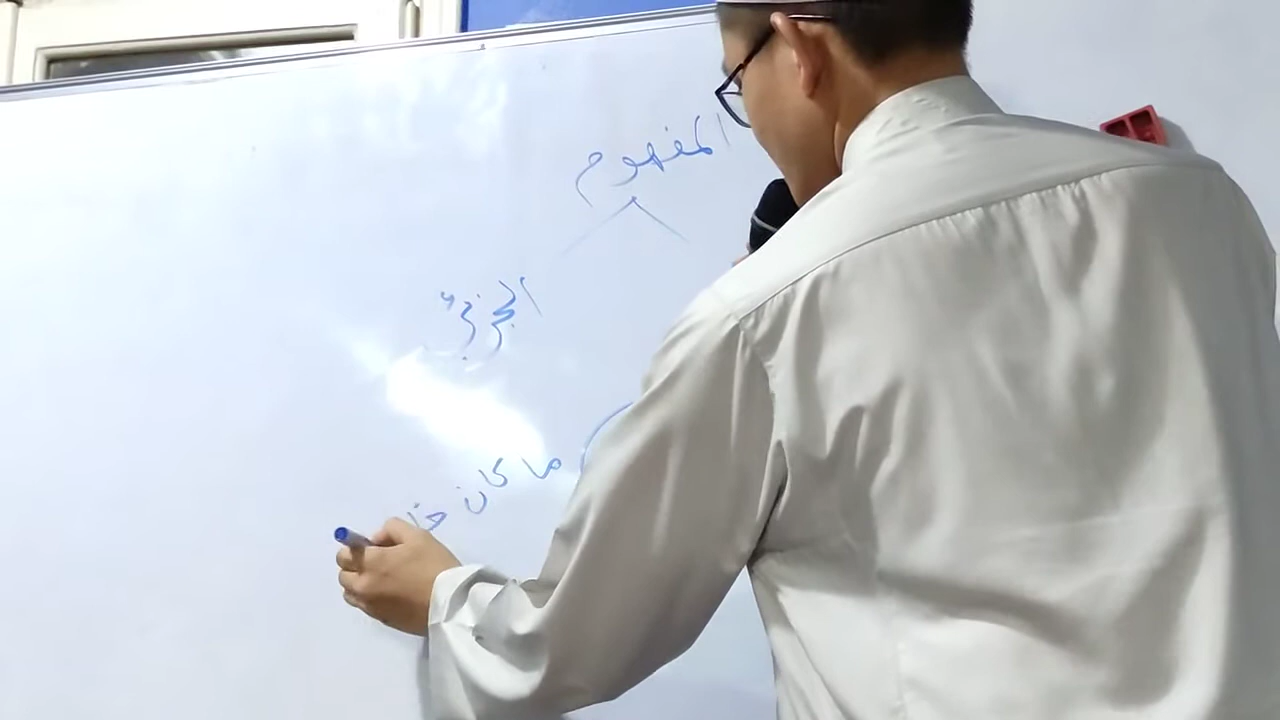 المفهوم
الجزئي
ما كان